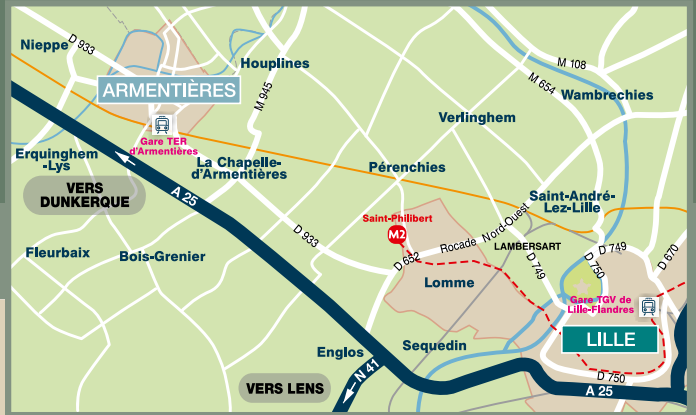 Nieppe
D 933
Houplines
M 108
ARMENTIÈRES
M 945
M 654
Wambrechies
Verlinghem
Gare TER
d'Armentières
Erquinghem
-Lys
La Chapelle-
d'Armentières
Pérenchies
VERS
DUNKERQUE
A 25
Saint-André-
Lez-Lille
Saint-Philibert
M2
D 933
Rocade Nord-Ouest
LAMBERSART
D 749
D 670
Fleurbaix
Bois-Grenier
D 652
D 749
D 750
Lomme
Gare TGV de
Lille-Flandres
LILLE
Englos
Sequedin
N 41
VERS LENS
D 750
A 25